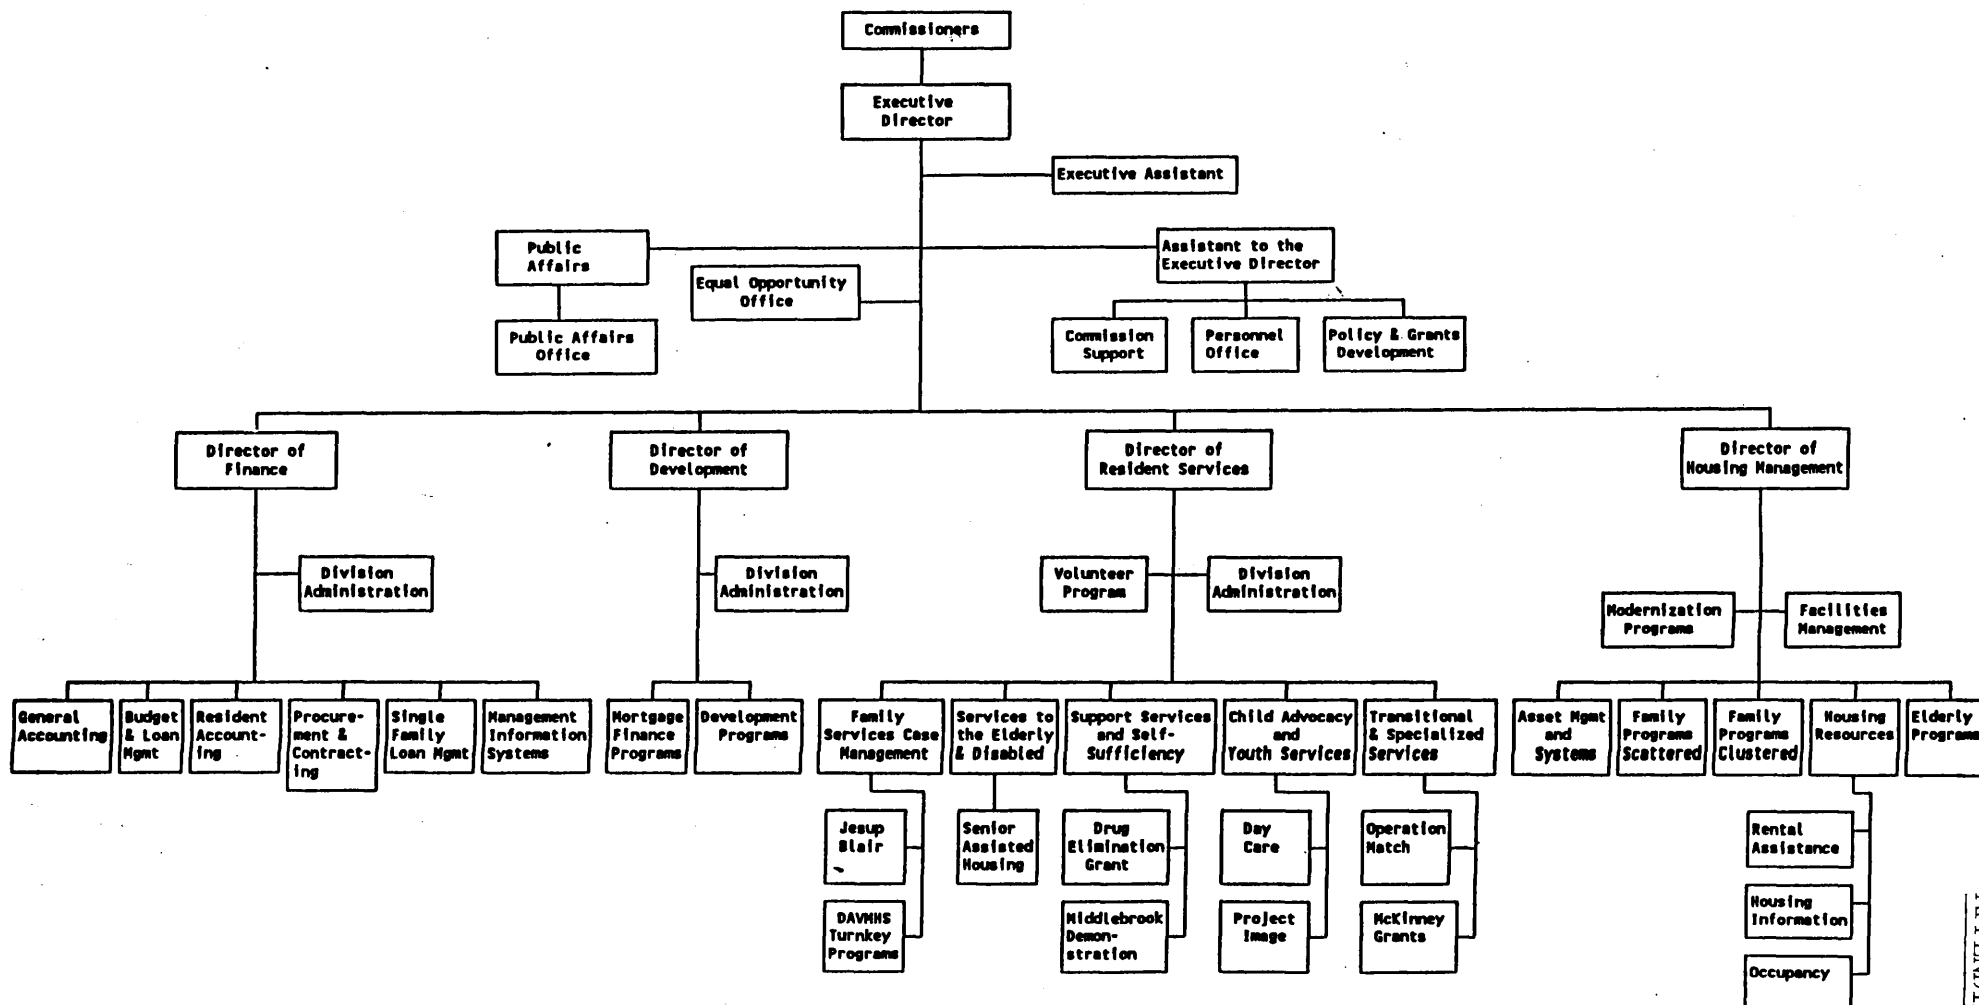 Commissioners
Executive
Director
Executive Assistant
Public
Affairs
Assistant to the
Executive Director
Equal Opportunity
Office
Public Affairs
Office
Commission
Support
Personnel
Office
Policy & Grants
Development
Director of
Finance
Director of
Development
Director of
Resident Services
Director of
Housing Management
Division
Administration
Division
Administration
Volunteer
Program
Division
Administration
Modernization
Programs
Facilities
Management
General
Accounting
Budget
& Loan
Mgmt
Resident
Account-
ing
Procure-
ment &
Contract-
ing
Single
Family
Loan Mgmt
Management
Information
Systems
Mortgage
Finance
Programs
Development
Programs
Family
Services Case
Management
Services to
the Elderly
& Disabled
Support Services
and Self-
Sufficiency
Child Advocacy
and
Youth Services
Transitional
& Specialized
Services
Asset Mgmt
and
Systems
Family
Programs
Scattered
Family
Programs
Clustered
Housing
Resources
Elderly
Programs
Jesup
Blair
Senior
Assisted
Housing
Drug
Elimination
Grant
Day
Care
Operation
Match
Rental
Assistance
DAVMHS
Turnkey
Programs
Middlebrook
Demon-
stration
Project
Image
McKinney
Grants
Housing
Information
Occupancy